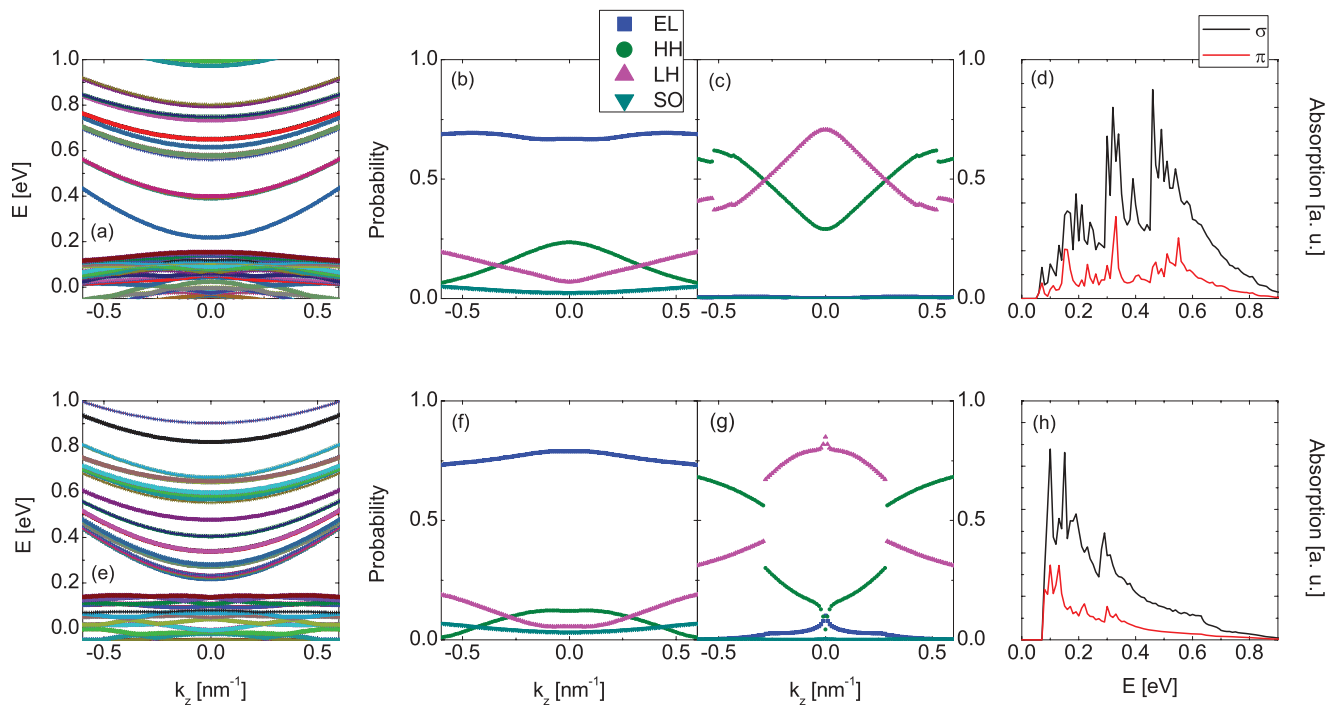 EL
HH
LH
SO
σ
π
E [eV]
1.0
0.8
0.6
0.4
0.2
0.0
(a)
-0.5
0.0
0.5
Probability
1.0
0.5
0.0
(b)
-0.5
0.0
0.5
(c)
1.0
0.5
0.0
-0.5
0.0
0.5
(d)
0.0
0.2
0.4
0.6
0.8
Absorption [a. u.]
E [eV]
1.0
0.8
0.6
0.4
0.2
0.0
(e)
-0.5
0.0
0.5
k_z [nm⁻¹]
Probability
1.0
0.5
0.0
(f)
-0.5
0.0
0.5
k_z [nm⁻¹]
(g)
1.0
0.5
0.0
-0.5
0.0
0.5
k_z [nm⁻¹]
(h)
0.0
0.2
0.4
0.6
0.8
E [eV]
Absorption [a. u.]